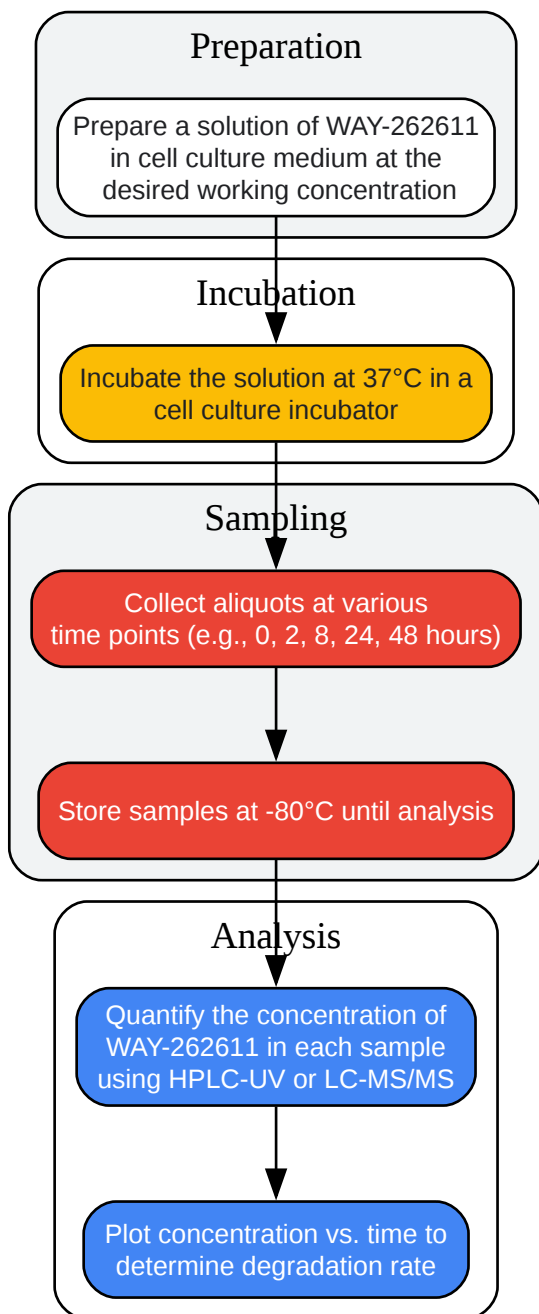 Preparation
Prepare a solution of WAY-262611
in cell culture medium at the
desired working concentration
Incubation
Incubate the solution at 37°C in a
cell culture incubator
Sampling
Collect aliquots at various
time points (e.g., 0, 2, 8, 24, 48 hours)
Store samples at -80°C until analysis
Analysis
Quantify the concentration of
WAY-262611 in each sample
using HPLC-UV or LC-MS/MS
Plot concentration vs. time to
determine degradation rate